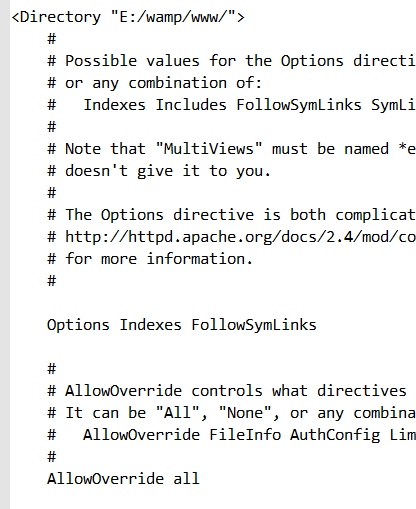 <Directory "E:/wamp/www/">
#
# Possible values for the Options directi
# or any combination of:
#   Indexes Includes FollowSymLinks SymLi
#
# Note that "MultiViews" must be named *e
# doesn't give it to you.
#
# The Options directive is both complicat
# http://httpd.apache.org/docs/2.4/mod/co
# for more information.
#
Options Indexes FollowSymLinks
#
# AllowOverride controls what directives
# It can be "All", "None", or any combina
#   AllowOverride FileInfo AuthConfig Lim
#
AllowOverride all